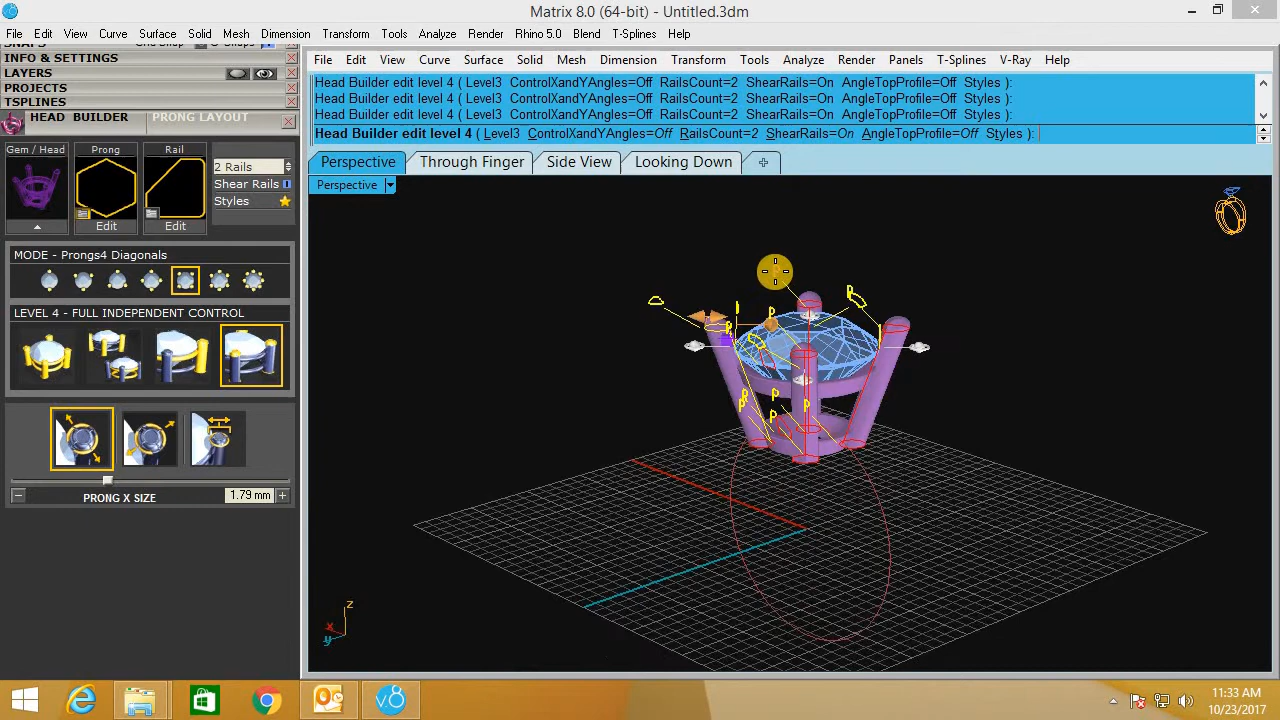 Matrix 8.0 (64-bit) - Untitled.3dm
File Edit View Curve Surface Solid Mesh Dimension Transform Tools Analyze Render Rhino 5.0 Blend T-Splines Help
INFO & SETTINGS
LAYERS
PROJECTS
TSPLINES
HEAD BUILDER PRONG LAYOUT
Gem / Head Prong Rail
2 Rails
Shear Rails
Styles
Edit Edit
MODE - Prongs4 Diagonals
LEVEL 4 - FULL INDEPENDENT CONTROL
PRONG X SIZE 1.79 mm
File Edit View Curve Surface Solid Mesh Dimension Transform Tools Analyze Render Panels T-Splines V-Ray Help
Head Builder edit level 4 ( Level3 ControlXandYAngles=Off RailsCount=2 ShearRails=On AngleTopProfile=Off Styles ):
Head Builder edit level 4 ( Level3 ControlXandYAngles=Off RailsCount=2 ShearRails=On AngleTopProfile=Off Styles ):
Head Builder edit level 4 ( Level3 ControlXandYAngles=Off RailsCount=2 ShearRails=On AngleTopProfile=Off Styles ):
Head Builder edit level 4 ( Level3 ControlXandYAngles=Off RailsCount=2 ShearRails=On AngleTopProfile=Off Styles ):
Perspective Through Finger Side View Looking Down
Perspective
z
x
y
v.8
11:33 AM
10/23/2017